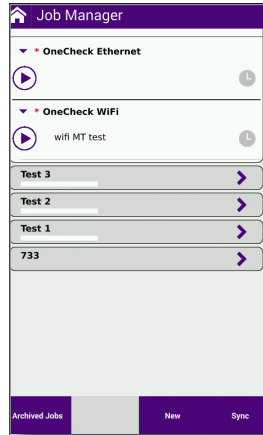 Job Manager
* OneCheck Ethernet
* OneCheck WiFi
wifi MT test
Test 3
Test 2
Test 1
733
Archived Jobs New Sync